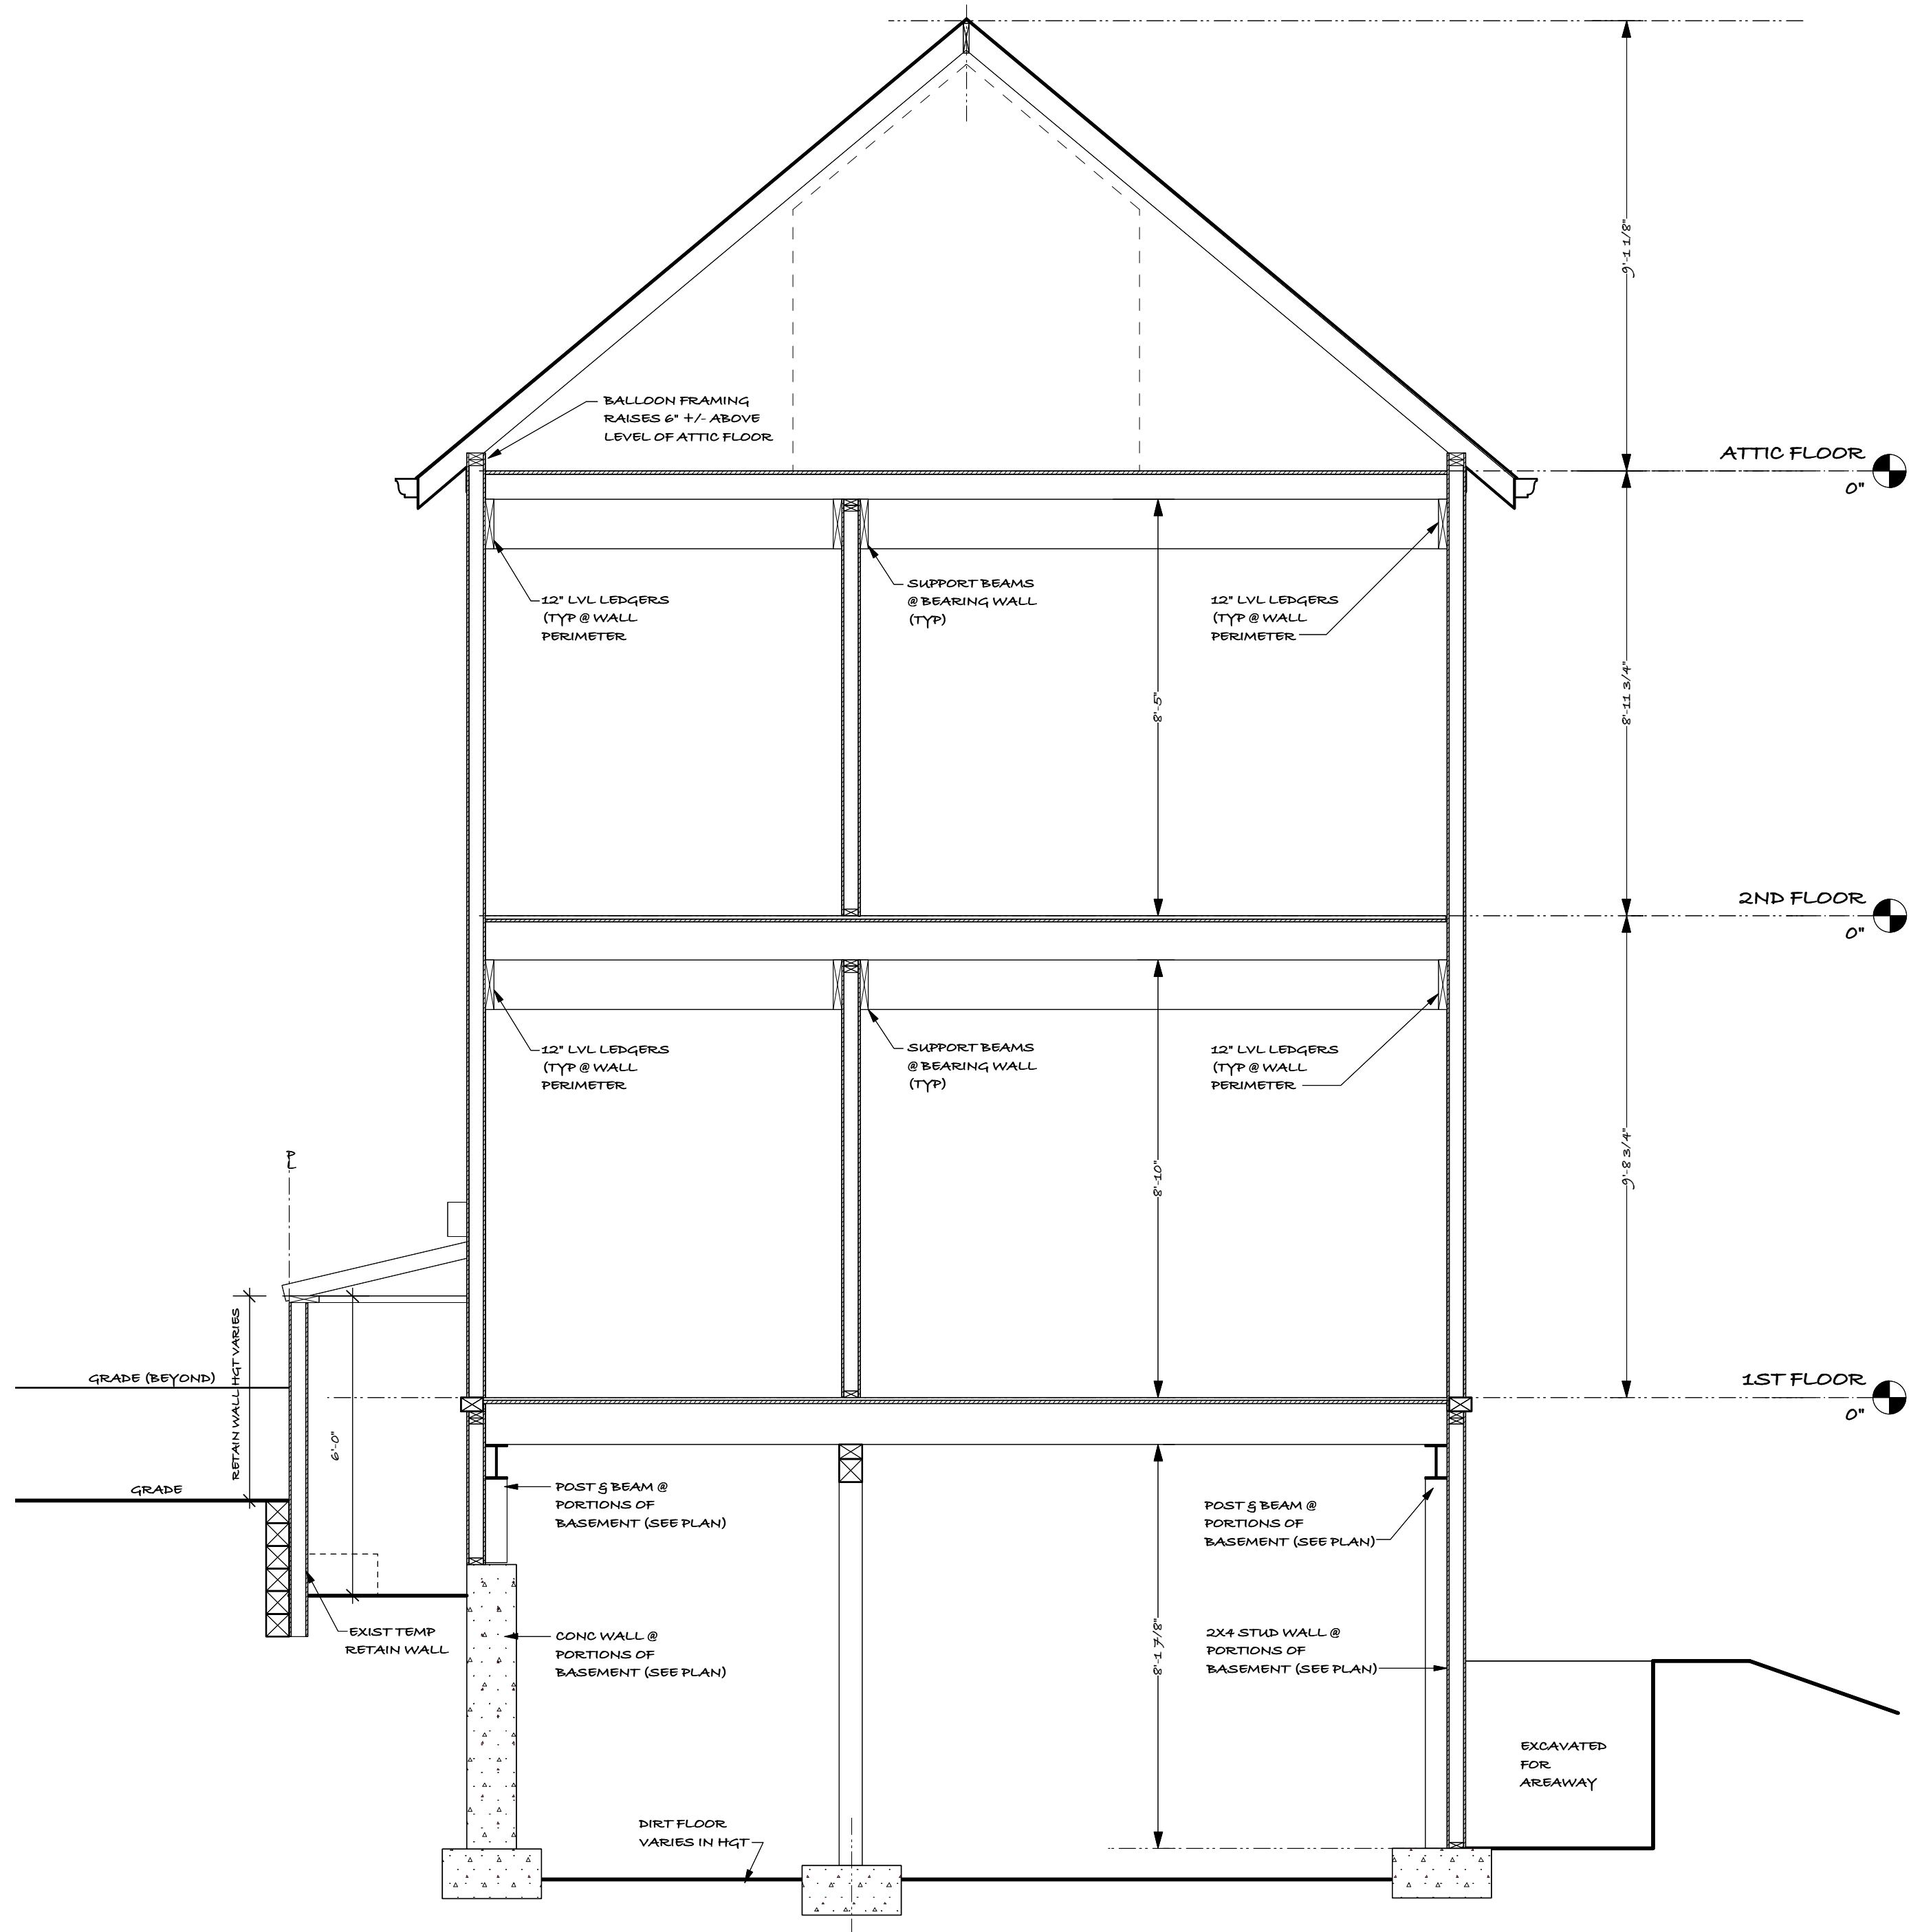 9'-1 1/8"
BALLOON FRAMING
RAISES 6" +/- ABOVE
LEVEL OF ATTIC FLOOR
ATTIC FLOOR
0"
12" LVL LEDGERS
(TYP @ WALL
PERIMETER
SUPPORT BEAMS
@ BEARING WALL
(TYP)
12" LVL LEDGERS
(TYP @ WALL
PERIMETER
8'-5"
8'-11 3/4"
2ND FLOOR
0"
12" LVL LEDGERS
(TYP @ WALL
PERIMETER
SUPPORT BEAMS
@ BEARING WALL
(TYP)
12" LVL LEDGERS
(TYP @ WALL
PERIMETER
8'-10"
9'-8 3/4"
PL
RETAIN WALL HGT VARIES
GRADE (BEYOND)
6'-0"
GRADE
1ST FLOOR
0"
POST & BEAM @
PORTIONS OF
BASEMENT (SEE PLAN)
POST & BEAM @
PORTIONS OF
BASEMENT (SEE PLAN)
EXIST TEMP
RETAIN WALL
CONC WALL @
PORTIONS OF
BASEMENT (SEE PLAN)
8'-1 7/8"
2X4 STUD WALL @
PORTIONS OF
BASEMENT (SEE PLAN)
EXCAVATED
FOR
AREAWAY
DIRT FLOOR
VARIES IN HGT